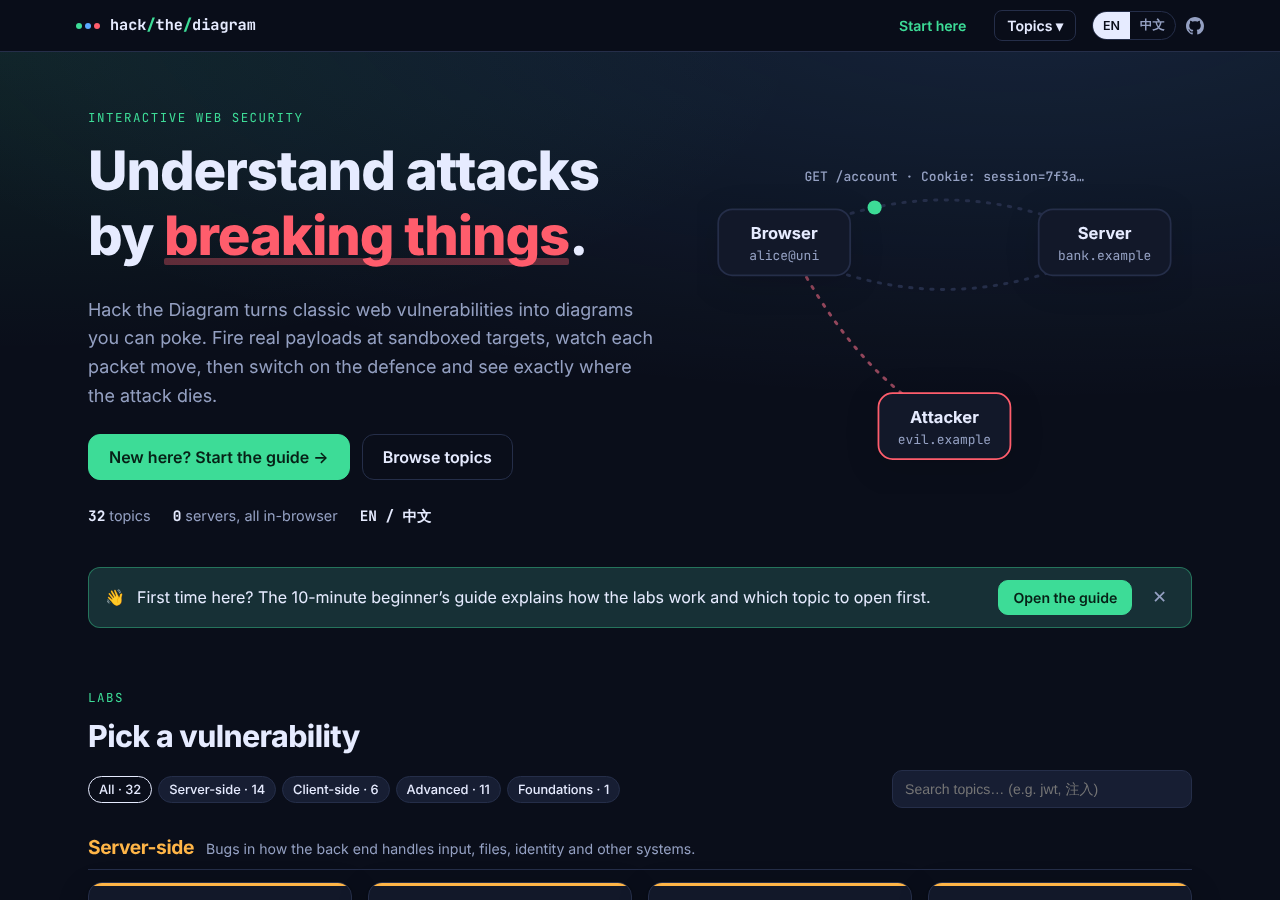 hack/the/diagram
Start here
Topics ▾
EN
中文
INTERACTIVE WEB SECURITY
Understand attacks
by breaking things.
Hack the Diagram turns classic web vulnerabilities into diagrams
you can poke. Fire real payloads at sandboxed targets, watch each
packet move, then switch on the defence and see exactly where
the attack dies.
New here? Start the guide →
Browse topics
32 topics
0 servers, all in-browser
EN / 中文
GET /account · Cookie: session=7f3a…
Browser
alice@uni
Server
bank.example
Attacker
evil.example
👋 First time here? The 10-minute beginner’s guide explains how the labs work and which topic to open first.
Open the guide
✕
LABS
Pick a vulnerability
All · 32
Server-side · 14
Client-side · 6
Advanced · 11
Foundations · 1
Search topics… (e.g. jwt, 注入)
Server-side
Bugs in how the back end handles input, files, identity and other systems.